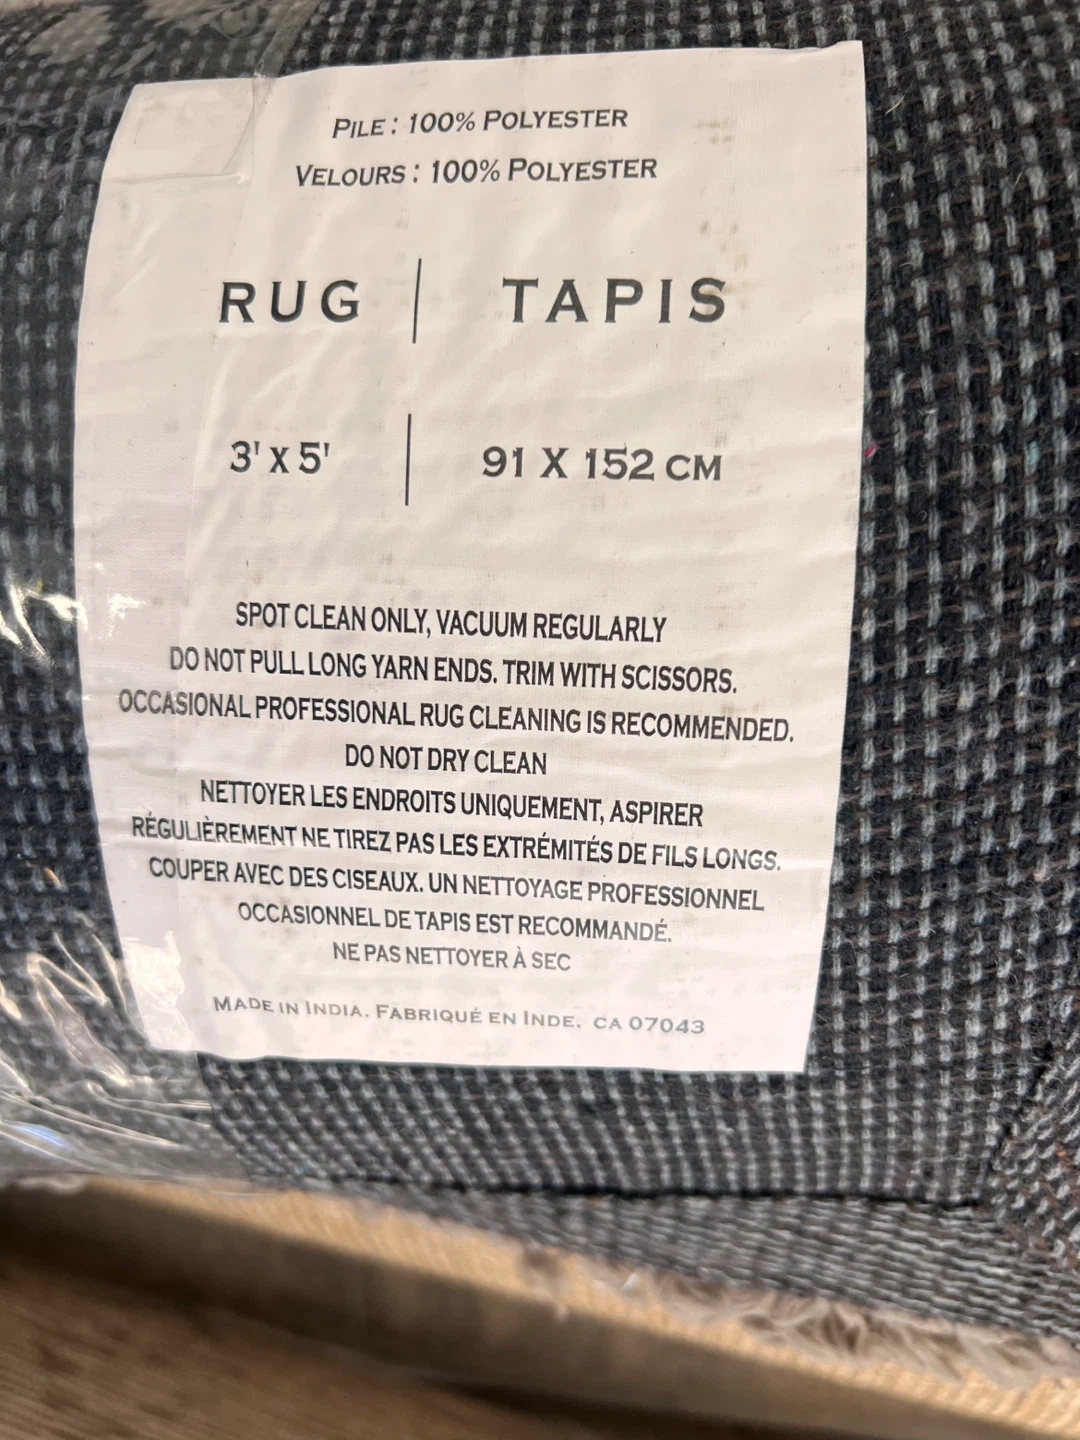 PILE : 100% POLYESTER
VELOURS : 100% POLYESTER
RUG | TAPIS
3' X 5' | 91 X 152 CM
SPOT CLEAN ONLY, VACUUM REGULARLY
DO NOT PULL LONG YARN ENDS. TRIM WITH SCISSORS.
OCCASIONAL PROFESSIONAL RUG CLEANING IS RECOMMENDED.
DO NOT DRY CLEAN
NETTOYER LES ENDROITS UNIQUEMENT, ASPIRER
RÉGULIÈREMENT NE TIREZ PAS LES EXTRÉMITÉS DE FILS LONGS.
COUPER AVEC DES CISEAUX. UN NETTOYAGE PROFESSIONNEL
OCCASIONNEL DE TAPIS EST RECOMMANDÉ.
NE PAS NETTOYER À SEC
MADE IN INDIA. FABRIQUÉ EN INDE. CA 07043